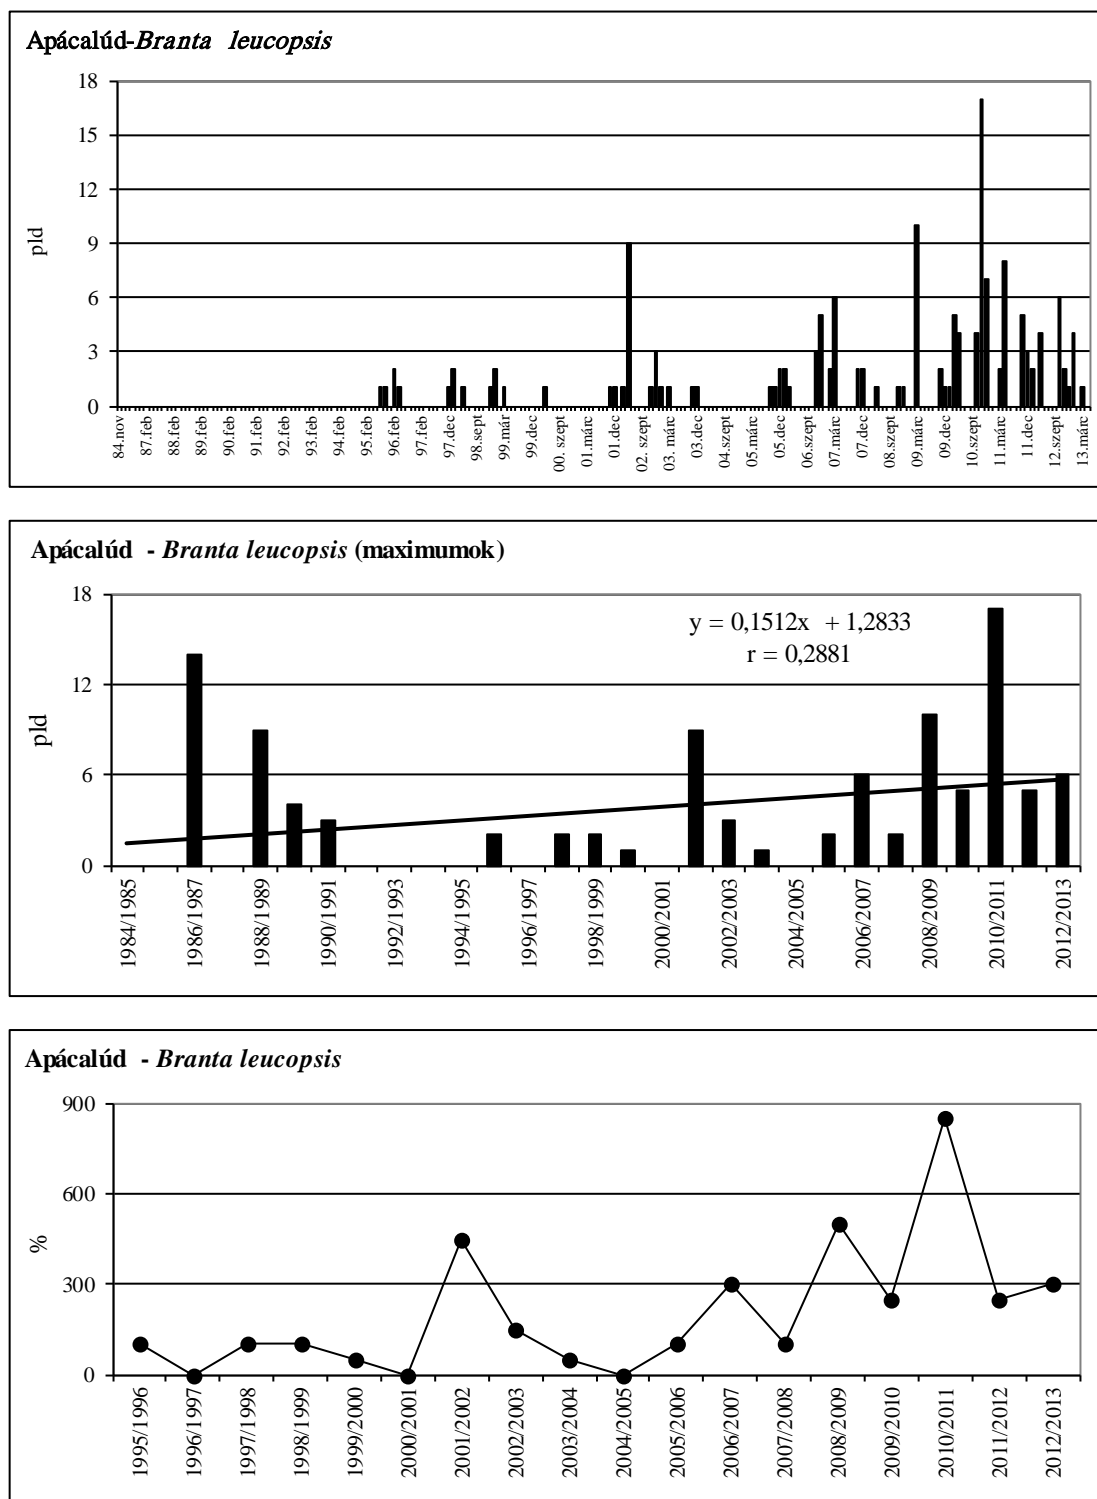 Apácalúd-Branta leucopsis
18
15
12
9
6
3
0
pld
84.nov 87.feb 88.feb 89.feb 90.feb 91.feb 92.feb 93.feb 94.feb 95.feb 96.feb 97.feb 97.dec 98.sept 99.már 99.dec 00. szept 01.márc 01.dec 02. szept 03. márc 03.dec 04.szept 05.márc 05.dec 06.szept 07.márc 07.dec 08.szept 09.márc 09.dec 10.szept 11.márc 11.dec 12.szept 13.márc
Apácalúd - Branta leucopsis (maximumok)
y = 0,1512x + 1,2833
r = 0,2881
18
12
6
0
pld
1984/1985 1986/1987 1988/1989 1990/1991 1992/1993 1994/1995 1996/1997 1998/1999 2000/2001 2002/2003 2004/2005 2006/2007 2008/2009 2010/2011 2012/2013
Apácalúd - Branta leucopsis
900
600
300
0
%
1995/1996 1996/1997 1997/1998 1998/1999 1999/2000 2000/2001 2001/2002 2002/2003 2003/2004 2004/2005 2005/2006 2006/2007 2007/2008 2008/2009 2009/2010 2010/2011 2011/2012 2012/2013